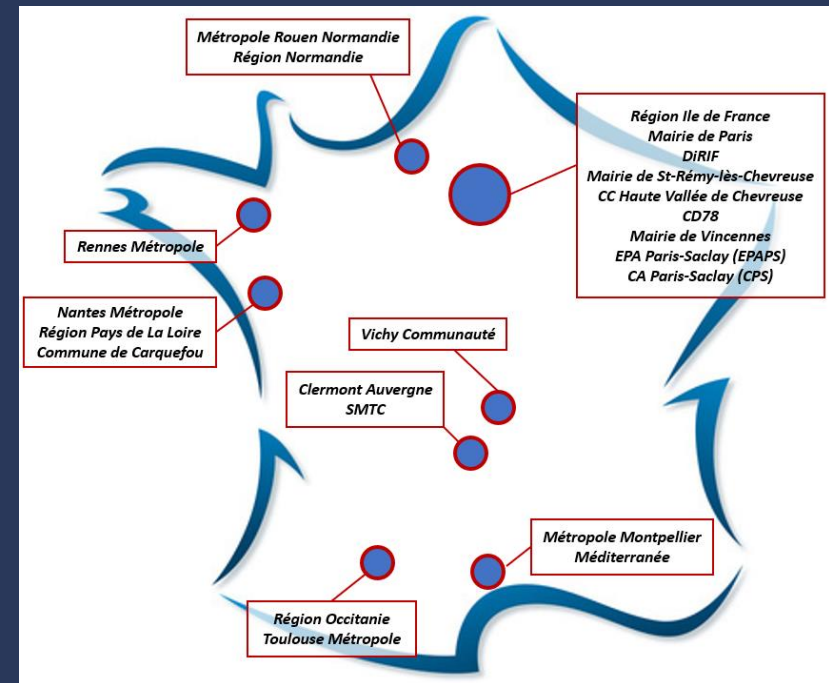 Métropole Rouen Normandie
Région Normandie
Région Ile de France
Mairie de Paris
DiRIF
Mairie de St-Rémy-lès-Chevreuse
CC Haute Vallée de Chevreuse
CD78
Mairie de Vincennes
EPA Paris-Saclay (EPAPS)
CA Paris-Saclay (CPS)
Rennes Métropole
Nantes Métropole
Région Pays de La Loire
Commune de Carquefou
Vichy Communauté
Clermont Auvergne
SMTC
Métropole Montpellier
Méditerranée
Région Occitanie
Toulouse Métropole